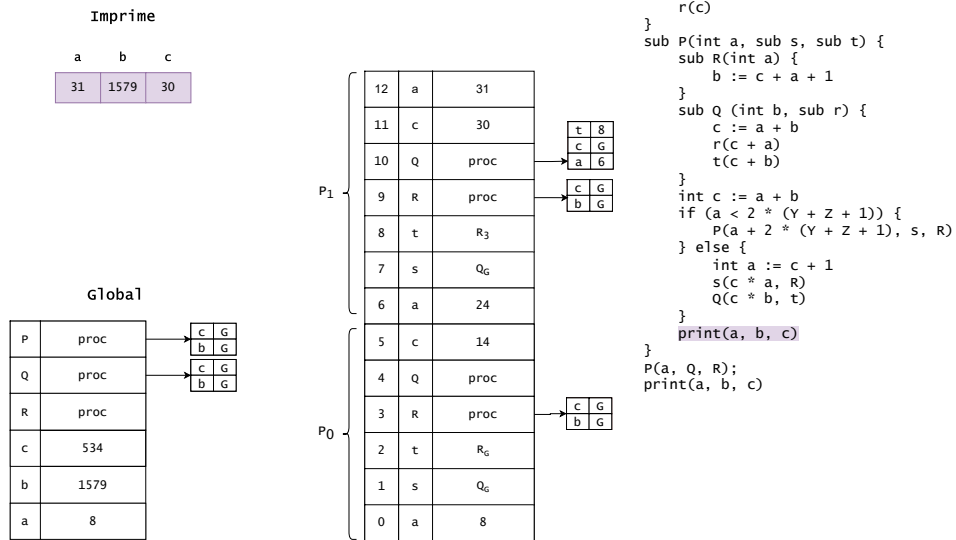 Imprime
a b c
31 1579 30
Global
P proc c G
b G
Q proc c G
b G
R proc
c 534
b 1579
a 8
P1
12 a 31
11 c 30
10 Q proc t 8
c G
a 6
9 R proc c G
b G
8 t R3
7 s QG
6 a 24
P0
5 c 14
4 Q proc
3 R proc c G
b G
2 t RG
1 s QG
0 a 8
r(c)
}
sub P(int a, sub s, sub t) {
sub R(int a) {
b := c + a + 1
}
sub Q (int b, sub r) {
c := a + b
r(c + a)
t(c + b)
}
int c := a + b
if (a < 2 * (Y + Z + 1)) {
P(a + 2 * (Y + Z + 1), s, R)
} else {
int a := c + 1
s(c * a, R)
Q(c * b, t)
}
print(a, b, c)
}
P(a, Q, R);
print(a, b, c)